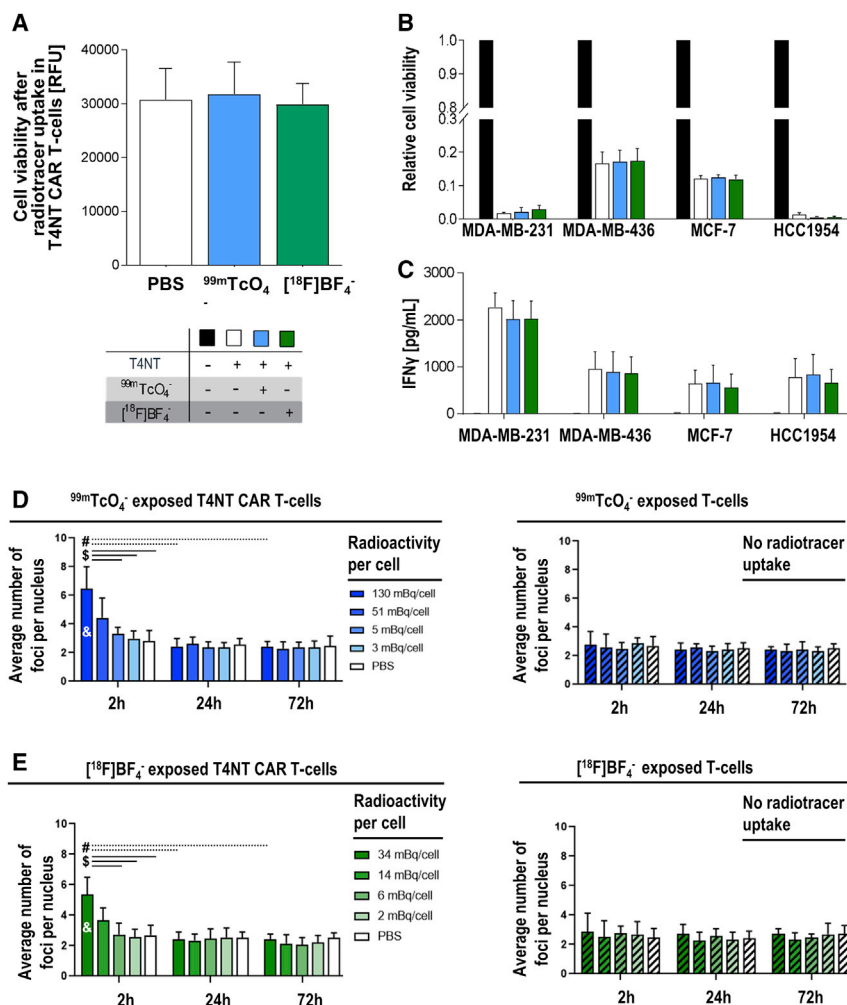 A
Cell viability after
radiotracer uptake in
T4NT CAR T-cells [RFU]
40000
30000
20000
10000
0
PBS
99mTcO4
-
[18F]BF4-
T4NT - + + +
99mTcO4- - - + -
[18F]BF4- - - - +
B
Relative cell viability
1.0
0.9
0.8
0.3
0.2
0.1
0.0
MDA-MB-231 MDA-MB-436 MCF-7 HCC1954
C
IFNγ [pg/mL]
3000
2000
1000
0
MDA-MB-231 MDA-MB-436 MCF-7 HCC1954
D
99mTcO4- exposed T4NT CAR T-cells
Average number of
foci per nucleus
10
8
6
4
2
0
#
$
&
2h 24h 72h
Radioactivity
per cell
130 mBq/cell
51 mBq/cell
5 mBq/cell
3 mBq/cell
PBS
99mTcO4- exposed T-cells
Average number of
foci per nucleus
10
8
6
4
2
0
No radiotracer
uptake
2h 24h 72h
E
[18F]BF4- exposed T4NT CAR T-cells
Average number of
foci per nucleus
10
8
6
4
2
0
#
$
&
2h 24h 72h
Radioactivity
per cell
34 mBq/cell
14 mBq/cell
6 mBq/cell
2 mBq/cell
PBS
[18F]BF4- exposed T-cells
Average number of
foci per nucleus
10
8
6
4
2
0
No radiotracer
uptake
2h 24h 72h